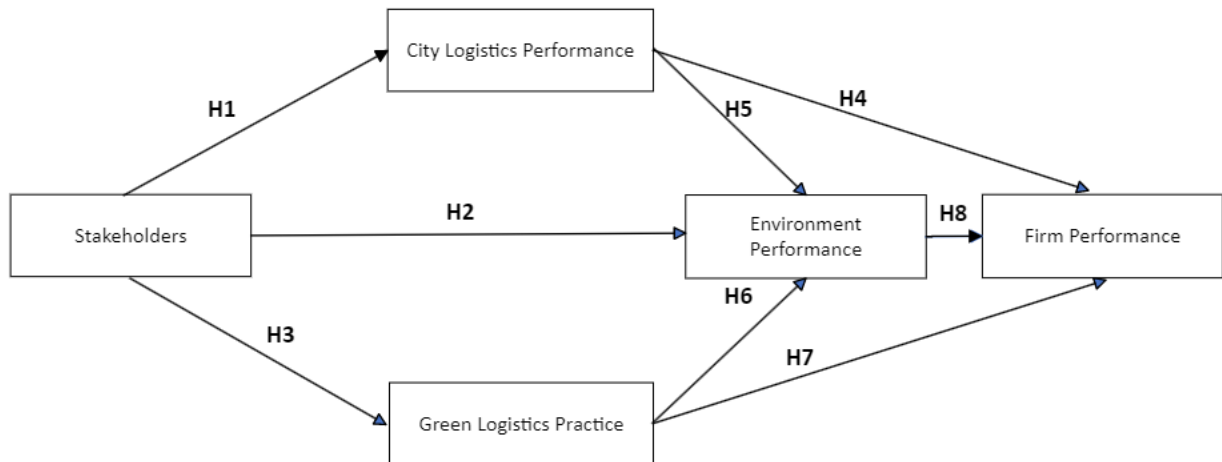 City Logistics Performance
H1
H5
H4
Stakeholders
H2
Environment
Performance
H8
Firm Performance
H3
H6
H7
Green Logistics Practice